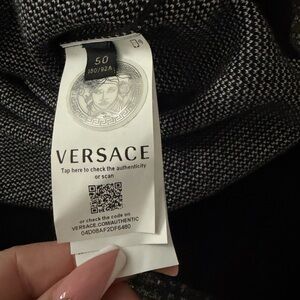 50
180/92A
VERSACE
Tap here to check the authenticity
or scan
or check the code on
VERSACE.COM/AUTHENTIC
04D08AF2DF6480